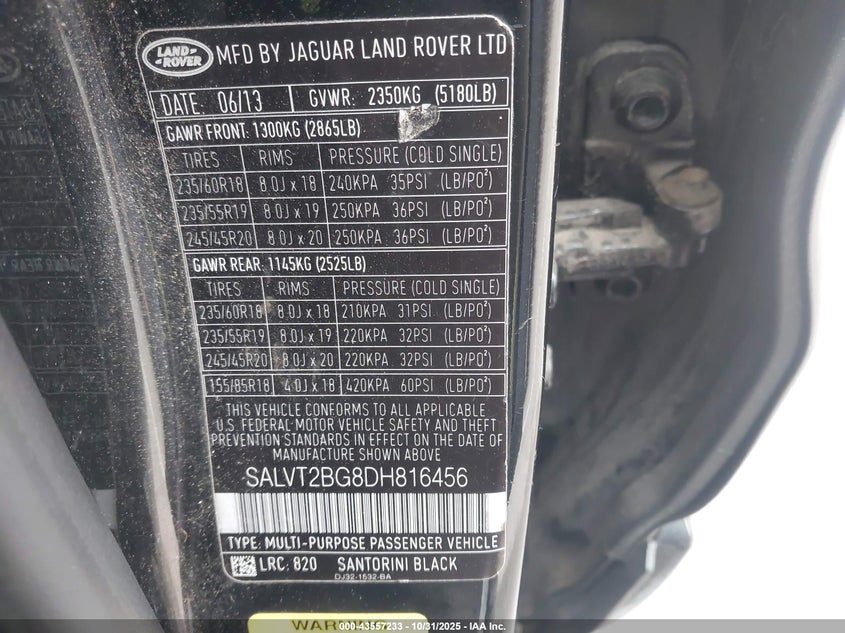 LAND-ROVER
MFD BY JAGUAR LAND ROVER LTD
DATE: 06/13 GVWR: 2350KG (5180LB)
GAWR FRONT: 1300KG (2865LB)
TIRES RIMS PRESSURE (COLD SINGLE)
235/60R18 8.0J x 18 240KPA 35PSI (LB/PO²)
235/55R19 8.0J x 19 250KPA 36PSI (LB/PO²)
245/45R20 8.0J x 20 250KPA 36PSI (LB/PO²)
GAWR REAR: 1145KG (2525LB)
TIRES RIMS PRESSURE (COLD SINGLE)
235/60R18 8.0J x 18 210KPA 31PSI (LB/PO²)
235/55R19 8.0J x 19 220KPA 32PSI (LB/PO²)
245/45R20 8.0J x 20 220KPA 32PSI (LB/PO²)
155/85R18 4.0J x 18 420KPA 60PSI (LB/PO²)
THIS VEHICLE CONFORMS TO ALL APPLICABLE
U.S. FEDERAL MOTOR VEHICLE SAFETY AND THEFT
PREVENTION STANDARDS IN EFFECT ON THE DATE OF
MANUFACTURE SHOWN ABOVE
SALVT2BG8DH816456
TYPE: MULTI-PURPOSE PASSENGER VEHICLE
LRC: 820 SANTORINI BLACK
DJ32-1532-BA
000-43557233 - 10/31/2025 - IAAI.COM